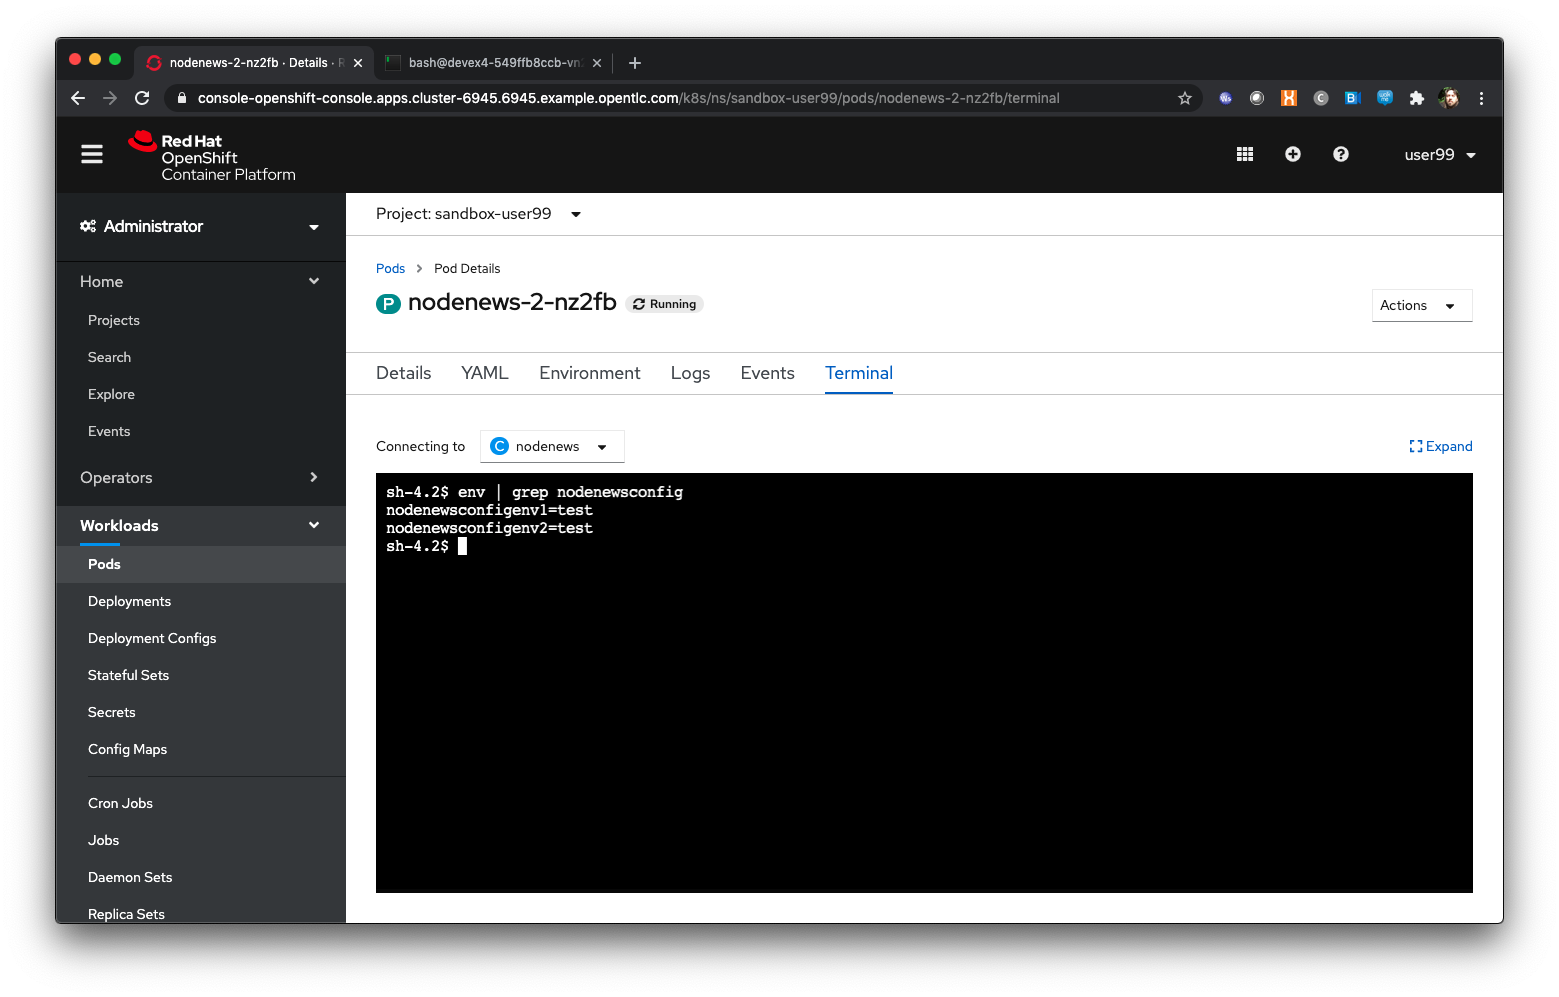 nodenews-2-nz2fb · Details ·
bash@devex4-549ffb8ccb-vn
console-openshift-console.apps.cluster-6945.6945.example.opentlc.com/k8s/ns/sandbox-user99/pods/nodenews-2-nz2fb/terminal
Red Hat
OpenShift
Container Platform
user99
Administrator
Project: sandbox-user99
Home
Projects
Search
Explore
Events
Operators
Workloads
Pods
Deployments
Deployment Configs
Stateful Sets
Secrets
Config Maps
Cron Jobs
Jobs
Daemon Sets
Replica Sets
Pods > Pod Details
P nodenews-2-nz2fb Running
Actions
Details YAML Environment Logs Events Terminal
Connecting to C nodenews
Expand
sh-4.2$ env | grep nodenewsconfig
nodenewsconfigenv1=test
nodenewsconfigenv2=test
sh-4.2$